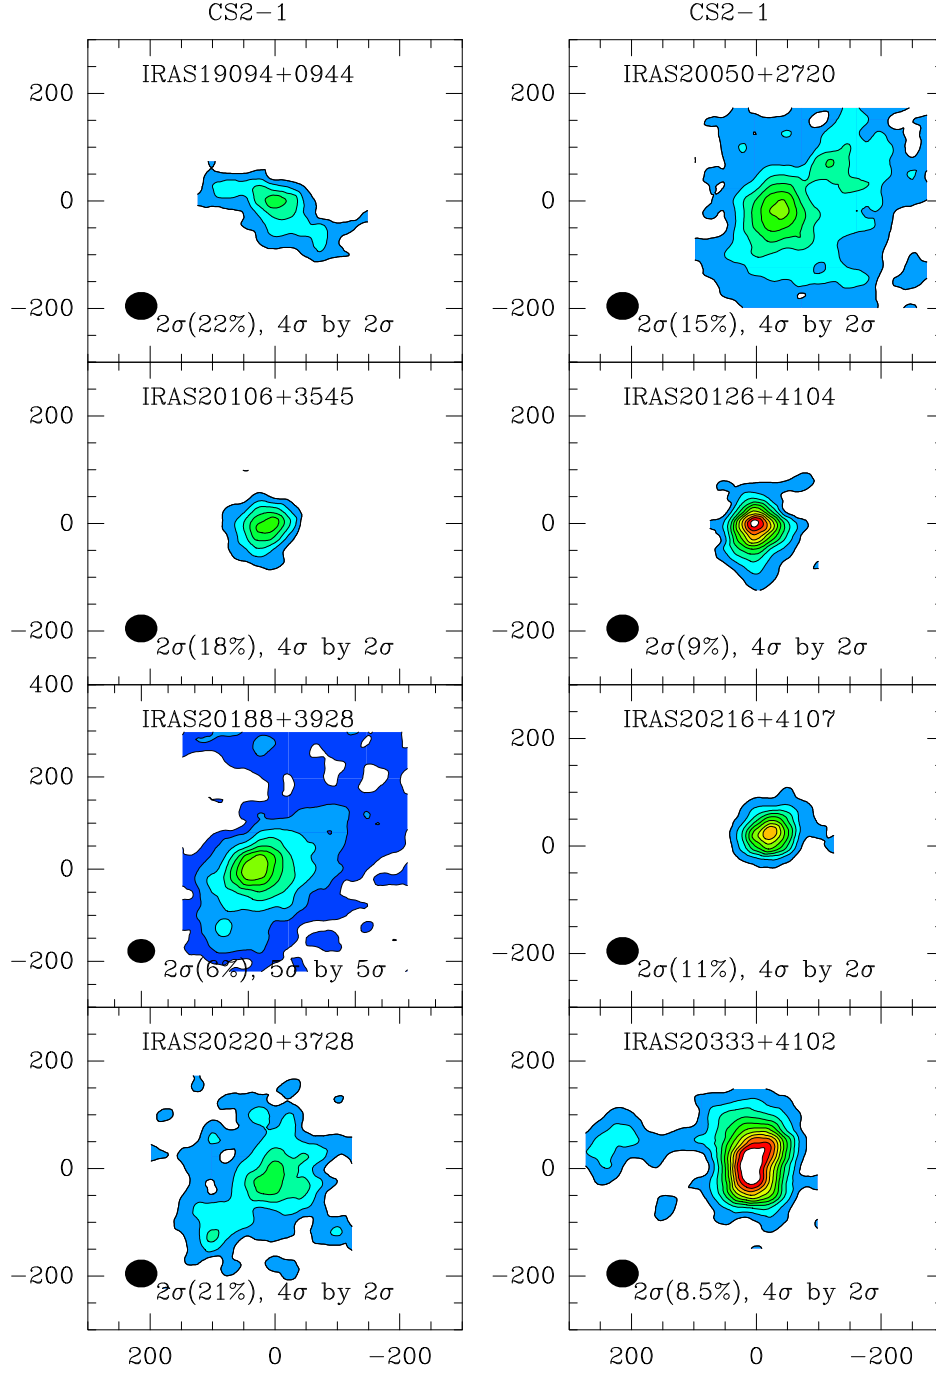 CS2-1 CS2-1
IRAS19094+0944 IRAS20050+2720
200 200
0 0
-200 -200
2σ(22%), 4σ by 2σ 2σ(15%), 4σ by 2σ
IRAS20106+3545 IRAS20126+4104
200 200
0 0
-200 -200
2σ(18%), 4σ by 2σ 2σ(9%), 4σ by 2σ
400
IRAS20188+3928 IRAS20216+4107
200 200
0 0
-200 -200
2σ(6%), 5σ by 5σ 2σ(11%), 4σ by 2σ
IRAS20220+3728 IRAS20333+4102
200 200
0 0
-200 -200
2σ(21%), 4σ by 2σ 2σ(8.5%), 4σ by 2σ
200 0 -200 200 0 -200